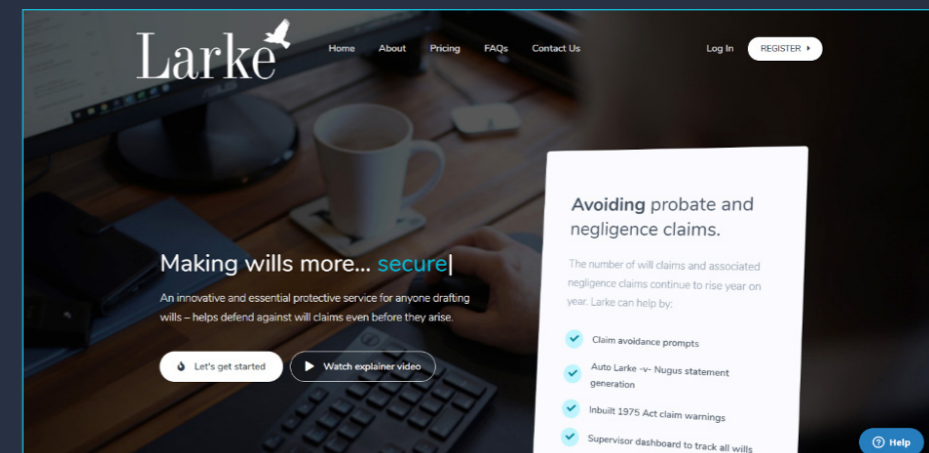 Larke
Home About Pricing FAQs Contact Us Log In REGISTER
Making wills more... secure|
An innovative and essential protective service for anyone drafting
wills – helps defend against will claims even before they arise.
Let's get started Watch explainer video
Avoiding probate and
negligence claims.
The number of will claims and associated
negligence claims continue to rise year on
year. Larke can help by:
Claim avoidance prompts
Auto Larke -v- Nugus statement
generation
Inbuilt 1975 Act claim warnings
Supervisor dashboard to track all wills
Help